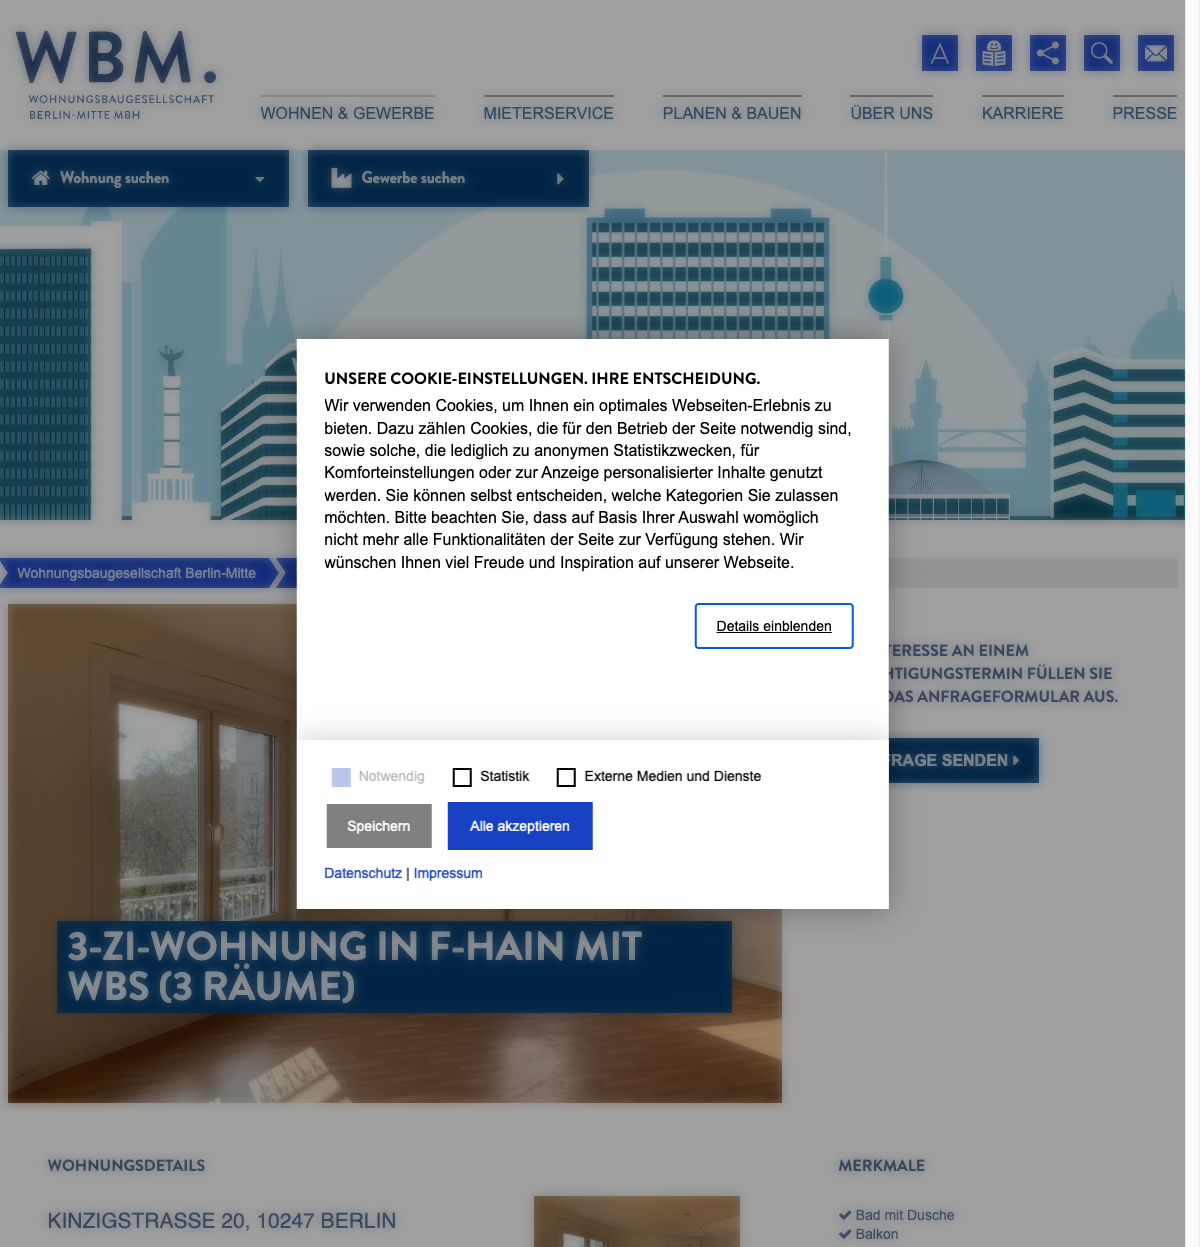 WBM.
WOHNUNGSBAUGESELLSCHAFT
BERLIN-MITTE MBH
A
WOHNEN & GEWERBE
MIETERSERVICE
PLANEN & BAUEN
ÜBER UNS
KARRIERE
PRESSE
Wohnung suchen
Gewerbe suchen
UNSERE COOKIE-EINSTELLUNGEN. IHRE ENTSCHEIDUNG.
Wir verwenden Cookies, um Ihnen ein optimales Webseiten-Erlebnis zu
bieten. Dazu zählen Cookies, die für den Betrieb der Seite notwendig sind,
sowie solche, die lediglich zu anonymen Statistikzwecken, für
Komforteinstellungen oder zur Anzeige personalisierter Inhalte genutzt
werden. Sie können selbst entscheiden, welche Kategorien Sie zulassen
möchten. Bitte beachten Sie, dass auf Basis Ihrer Auswahl womöglich
nicht mehr alle Funktionalitäten der Seite zur Verfügung stehen. Wir
wünschen Ihnen viel Freude und Inspiration auf unserer Webseite.
Details einblenden
Notwendig
Statistik
Externe Medien und Dienste
Speichern
Alle akzeptieren
Datenschutz | Impressum
Wohnungsbaugesellschaft Berlin-Mitte
TERESSE AN EINEM
HTIGUNGSTERMIN FÜLLEN SIE
DAS ANFRAGEFORMULAR AUS.
FRAGE SENDEN
3-ZI-WOHNUNG IN F-HAIN MIT
WBS (3 RÄUME)
WOHNUNGSDETAILS
KINZIGSTRASSE 20, 10247 BERLIN
MERKMALE
Bad mit Dusche
Balkon